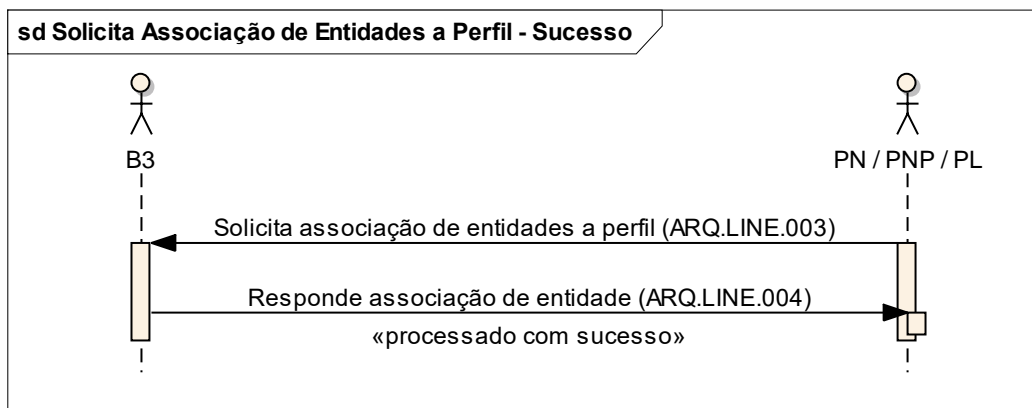 sd Solicita Associação de Entidades a Perfil - Sucesso
B3
PN / PNP / PL
Solicita associação de entidades a perfil (ARQ.LINE.003)
Responde associação de entidade (ARQ.LINE.004)
«processado com sucesso»